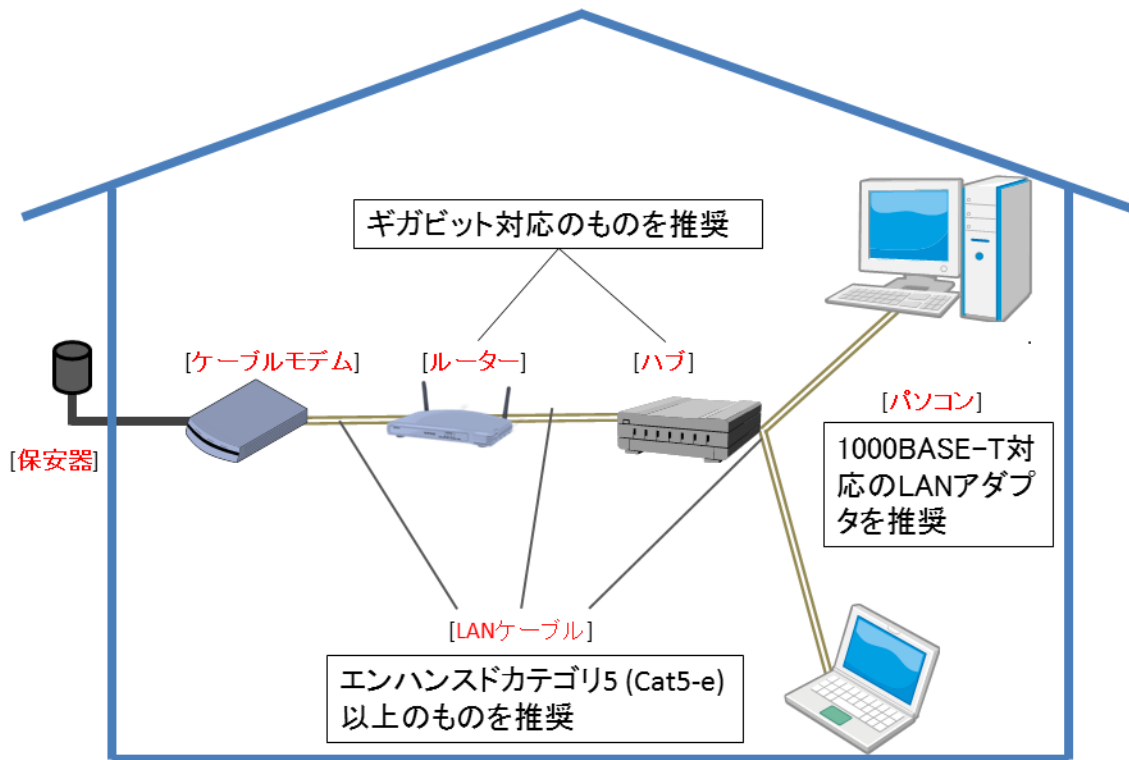 ギガビット対応のものを推奨
[ケーブルモデム]
[ルーター]
[ハブ]
[保安器]
[パソコン]
1000BASE-T対
応のLANアダプ
タを推奨
[LANケーブル]
エンハンスドカテゴリ5 (Cat5-e)
以上のものを推奨